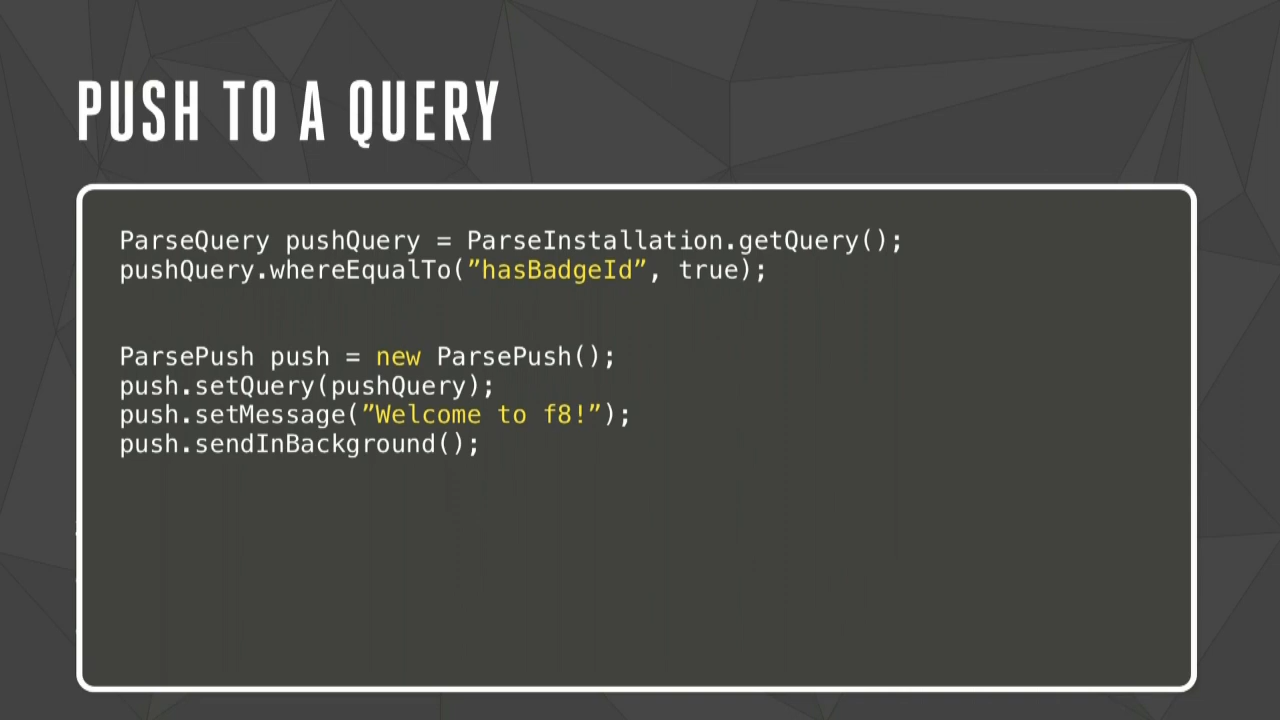 PUSH TO A QUERY
ParseQuery pushQuery = ParseInstallation.getQuery();
pushQuery.whereEqualTo(”hasBadgeId”, true);
ParsePush push = new ParsePush();
push.setQuery(pushQuery);
push.setMessage(”Welcome to f8!”);
push.sendInBackground();